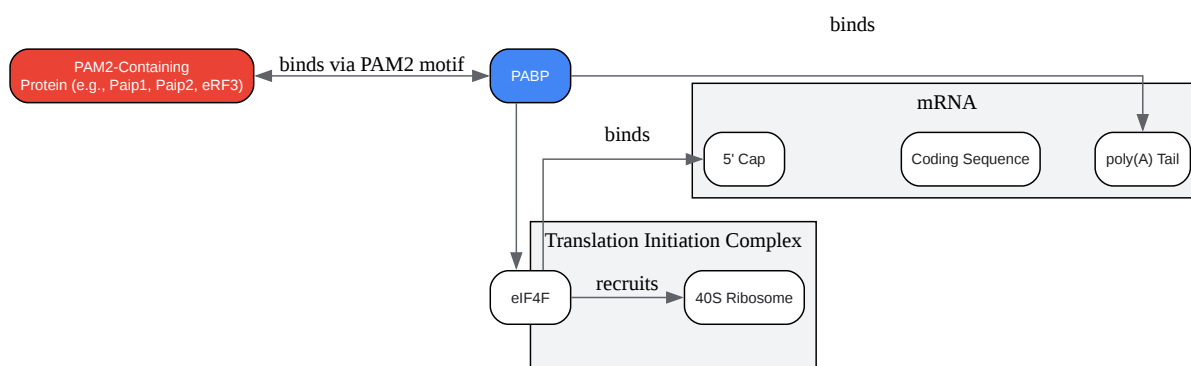 binds
PAM2-Containing
Protein (e.g., Paip1, Paip2, eRF3)
binds via PAM2 motif
PABP
mRNA
binds
5' Cap
Coding Sequence
poly(A) Tail
Translation Initiation Complex
eIF4F
recruits
40S Ribosome